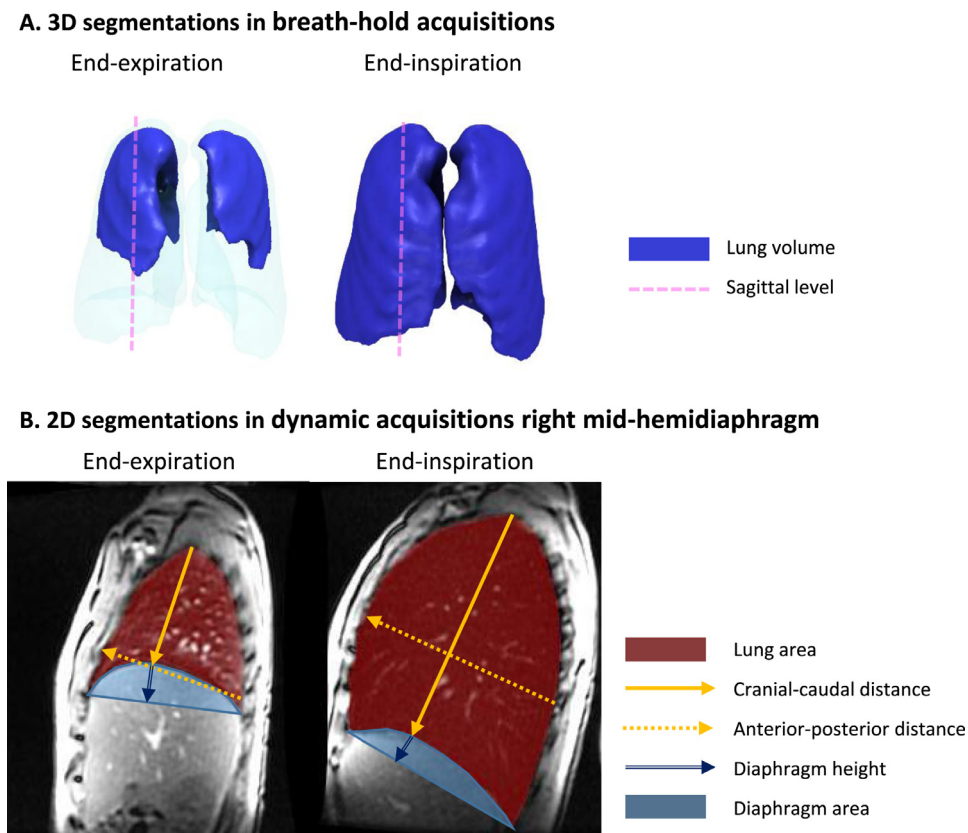 A. 3D segmentations in breath-hold acquisitions
End-expiration
End-inspiration
Lung volume
Sagittal level
B. 2D segmentations in dynamic acquisitions right mid-hemidiaphragm
End-expiration
End-inspiration
Lung area
Cranial-caudal distance
Anterior-posterior distance
Diaphragm height
Diaphragm area